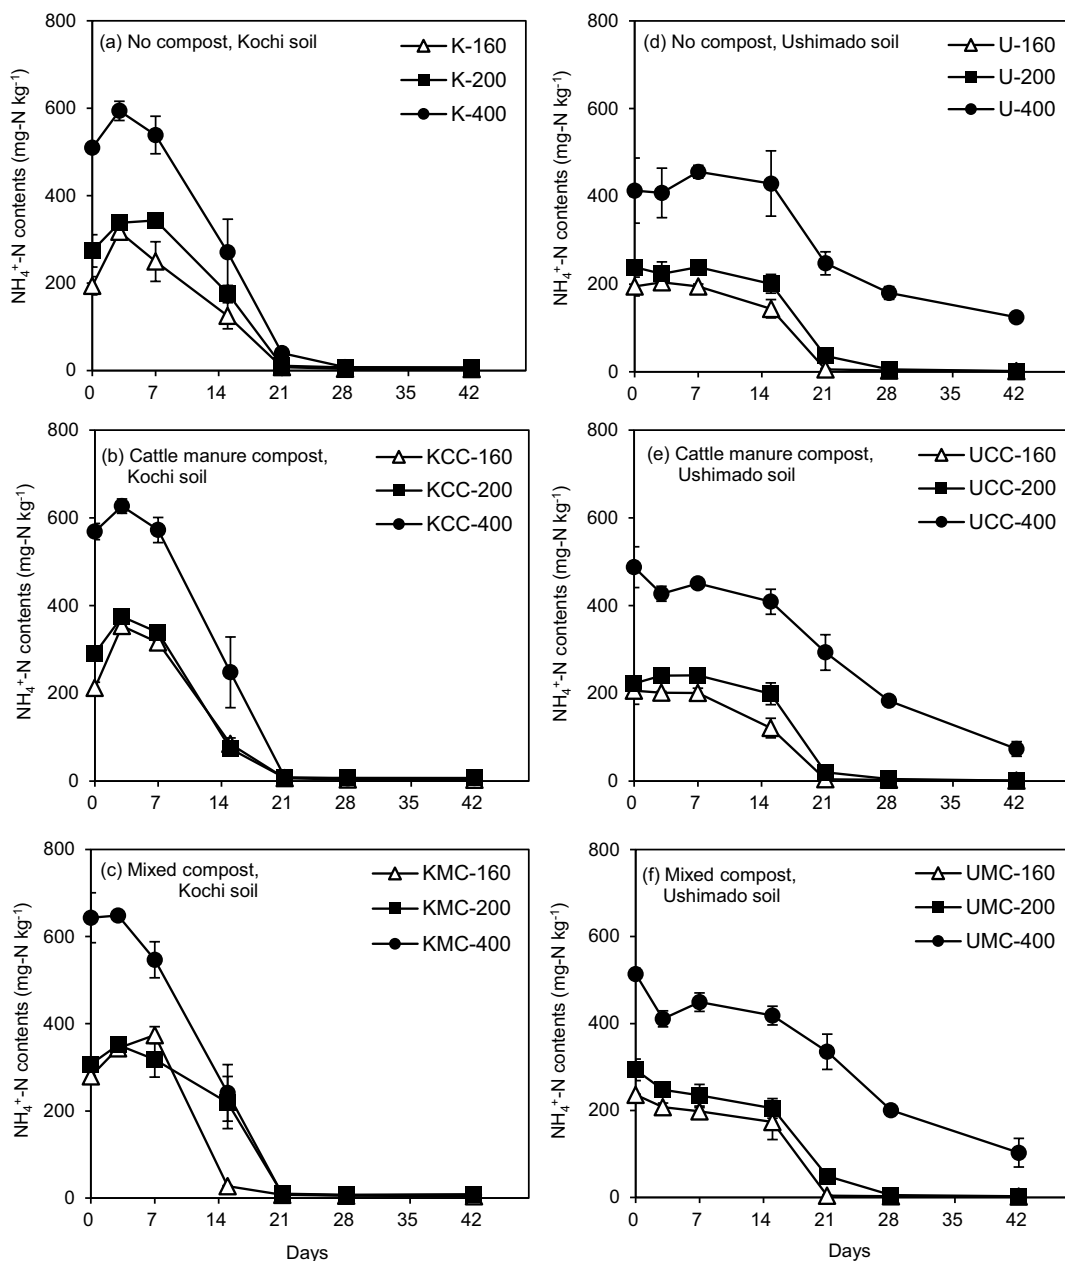 (a) No compost, Kochi soil
K-160
K-200
K-400
NH₄⁺-N contents (mg-N kg⁻¹)
800
600
400
200
0
0 7 14 21 28 35 42
(d) No compost, Ushimado soil
U-160
U-200
U-400
NH₄⁺-N contents (mg-N kg⁻¹)
800
600
400
200
0
0 7 14 21 28 35 42
(b) Cattle manure compost,
Kochi soil
KCC-160
KCC-200
KCC-400
NH₄⁺-N contents (mg-N kg⁻¹)
800
600
400
200
0
0 7 14 21 28 35 42
(e) Cattle manure compost,
Ushimado soil
UCC-160
UCC-200
UCC-400
NH₄⁺-N contents (mg-N kg⁻¹)
800
600
400
200
0
0 7 14 21 28 35 42
(c) Mixed compost,
Kochi soil
KMC-160
KMC-200
KMC-400
NH₄⁺-N contents (mg-N kg⁻¹)
800
600
400
200
0
0 7 14 21 28 35 42
Days
(f) Mixed compost,
Ushimado soil
UMC-160
UMC-200
UMC-400
NH₄⁺-N contents (mg-N kg⁻¹)
800
600
400
200
0
0 7 14 21 28 35 42
Days